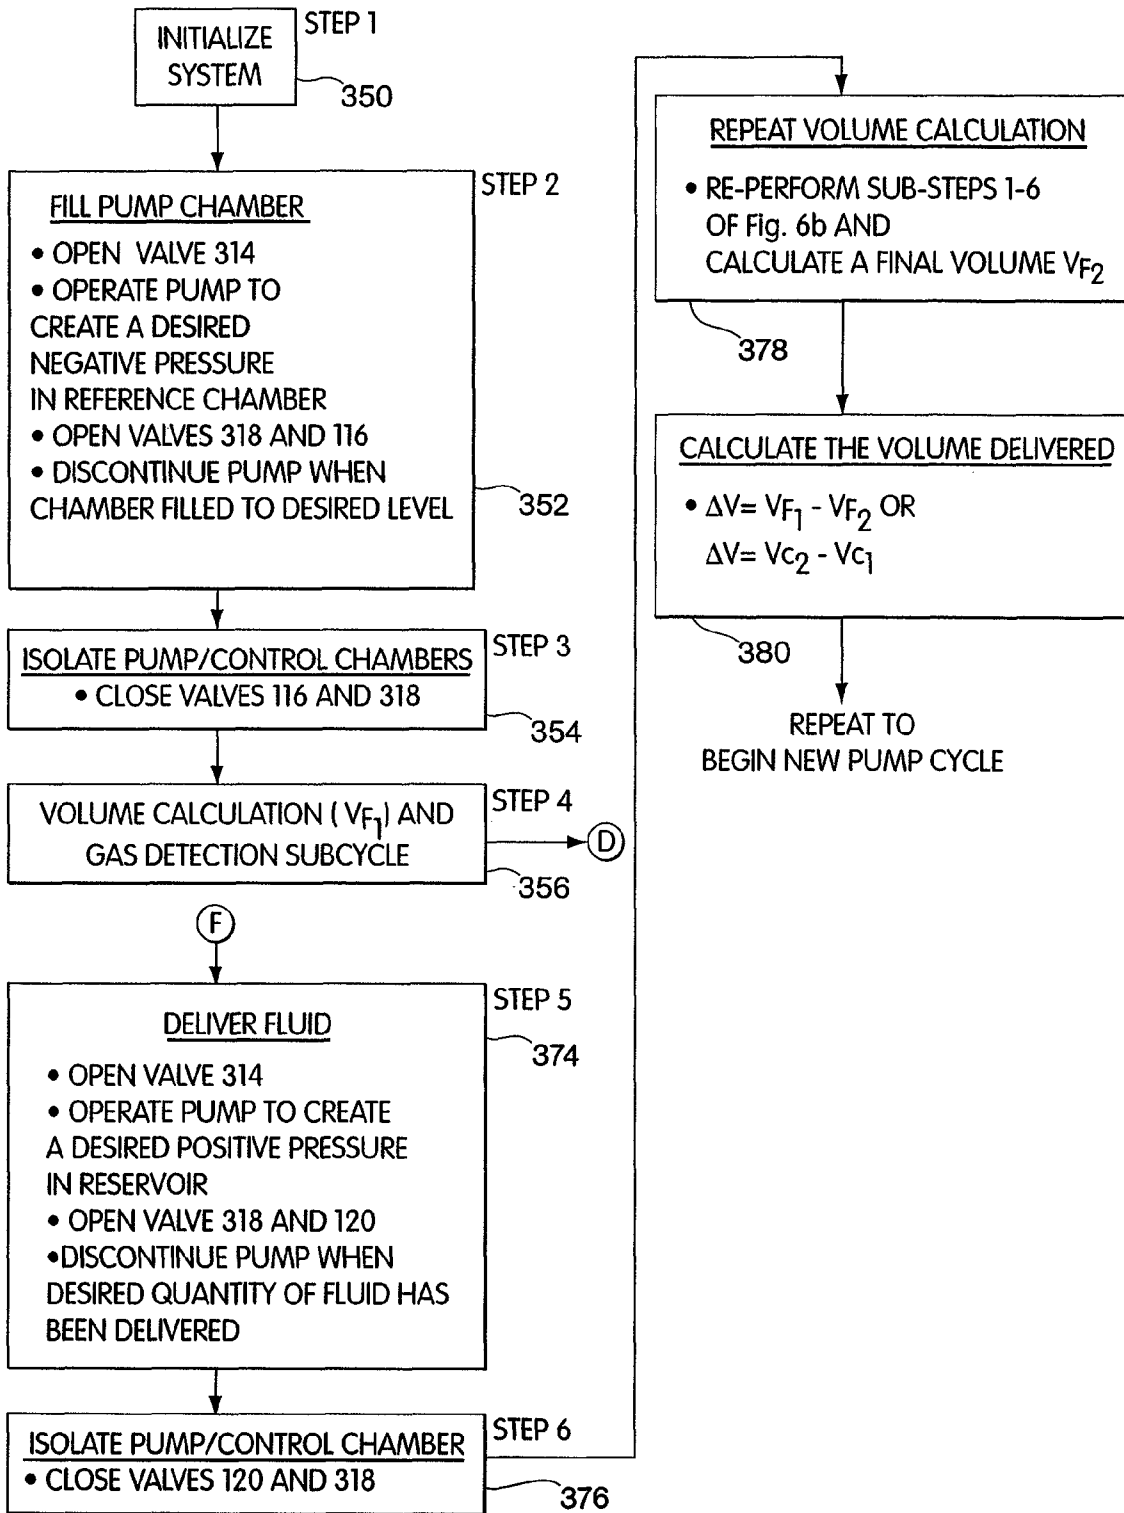 INITIALIZE
SYSTEM
STEP 1
350
STEP 2
FILL PUMP CHAMBER
• OPEN VALVE 314
• OPERATE PUMP TO
CREATE A DESIRED
NEGATIVE PRESSURE
IN REFERENCE CHAMBER
• OPEN VALVES 318 AND 116
• DISCONTINUE PUMP WHEN
CHAMBER FILLED TO DESIRED LEVEL
352
STEP 3
ISOLATE PUMP/CONTROL CHAMBERS
• CLOSE VALVES 116 AND 318
354
STEP 4
VOLUME CALCULATION ( VF1) AND
GAS DETECTION SUBCYCLE
D
356
F
STEP 5
DELIVER FLUID
374
• OPEN VALVE 314
• OPERATE PUMP TO CREATE
A DESIRED POSITIVE PRESSURE
IN RESERVOIR
• OPEN VALVE 318 AND 120
•DISCONTINUE PUMP WHEN
DESIRED QUANTITY OF FLUID HAS
BEEN DELIVERED
STEP 6
ISOLATE PUMP/CONTROL CHAMBER
• CLOSE VALVES 120 AND 318
376
REPEAT VOLUME CALCULATION
• RE-PERFORM SUB-STEPS 1-6
OF Fig. 6b AND
CALCULATE A FINAL VOLUME VF2
378
CALCULATE THE VOLUME DELIVERED
• ΔV= VF1 - VF2 OR
ΔV= Vc2 - Vc1
380
REPEAT TO
BEGIN NEW PUMP CYCLE